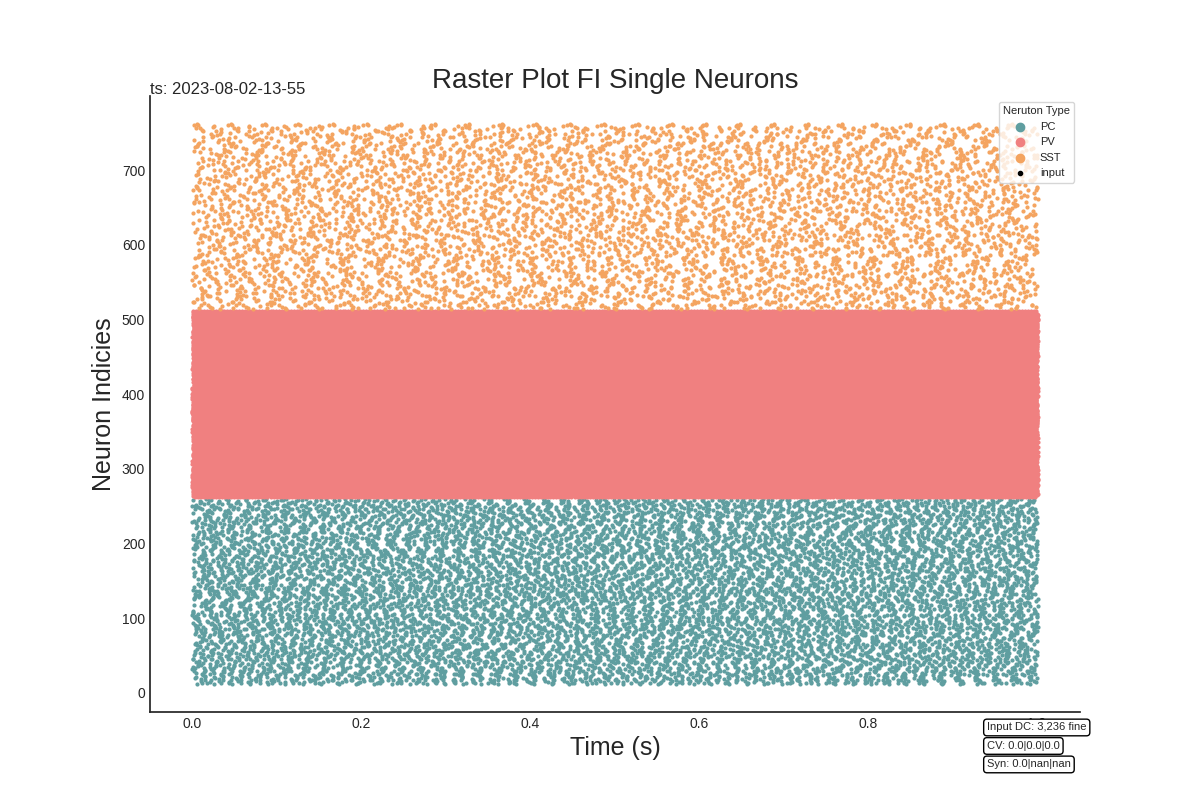 Raster Plot FI Single Neurons
ts: 2023-08-02-13-55
Neruton Type
PC
PV
SST
input
Neuron Indicies
700
600
500
400
300
200
100
0
0.0 0.2 0.4 0.6 0.8
Time (s)
Input DC: 3,236 fine
CV: 0.0|0.0|0.0
Syn: 0.0|nan|nan